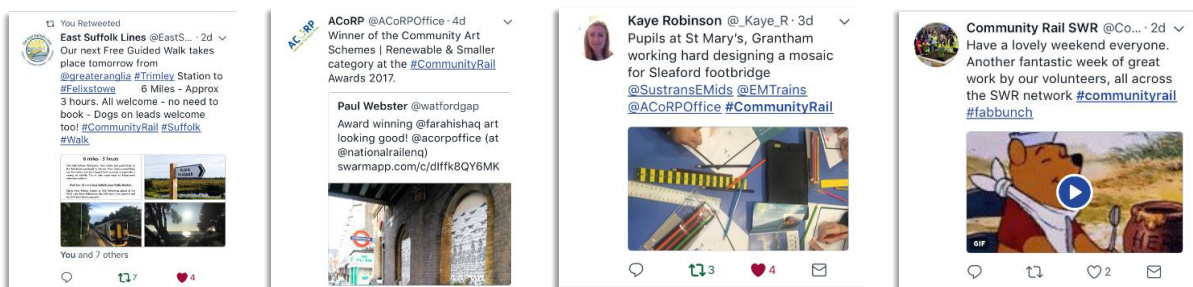 You Retweeted
East Suffolk Lines @EastS... · 2d
Our next Free Guided Walk takes
place tomorrow from
@greateranglia #Trimley Station to
#Felixstowe 6 Miles - Approx
3 hours. All welcome - no need to
book - Dogs on leads welcome
too! #CommunityRail #Suffolk
#Walk
6 miles - 3 hours
You and 7 others
7
4
ACoRP @ACoRPOffice · 4d
Winner of the Community Art
Schemes | Renewable & Smaller
category at the #CommunityRail
Awards 2017.
Paul Webster @watfordgap
Award winning @farahishaq art
looking good! @acorpoffice (at
@nationalrailenq)
swarmapp.com/c/dIffk8QY6MK
Kaye Robinson @_Kaye_R · 3d
Pupils at St Mary's, Grantham
working hard designing a mosaic
for Sleaford footbridge
@SustransEMids @EMTrains
@ACoRPOffice #CommunityRail
3
4
Community Rail SWR @Co... · 2d
Have a lovely weekend everyone.
Another fantastic week of great
work by our volunteers, all across
the SWR network #communityrail
#fabbunch
GIF
2